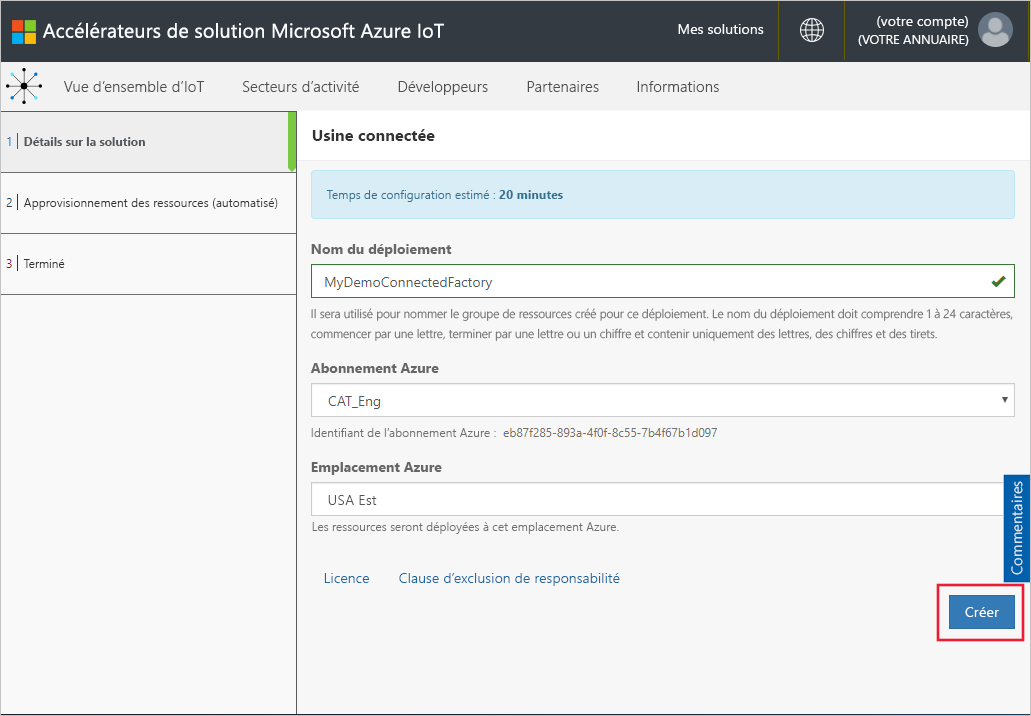 Accélérateurs de solution Microsoft Azure IoT
Mes solutions
(votre compte)
(VOTRE ANNUAIRE)
Vue d’ensemble d’IoT
Secteurs d’activité
Développeurs
Partenaires
Informations
1 | Détails sur la solution
2 | Approvisionnement des ressources (automatisé)
3 | Terminé
Usine connectée
Temps de configuration estimé : 20 minutes
Nom du déploiement
MyDemoConnectedFactory
Il sera utilisé pour nommer le groupe de ressources créé pour ce déploiement. Le nom du déploiement doit comprendre 1 à 24 caractères,
commencer par une lettre, terminer par une lettre ou un chiffre et contenir uniquement des lettres, des chiffres et des tirets.
Abonnement Azure
CAT_Eng
Identifiant de l’abonnement Azure : eb87f285-893a-4f0f-8c55-7b4f67b1d097
Emplacement Azure
USA Est
Les ressources seront déployées à cet emplacement Azure.
Licence
Clause d’exclusion de responsabilité
Commentaires
Créer